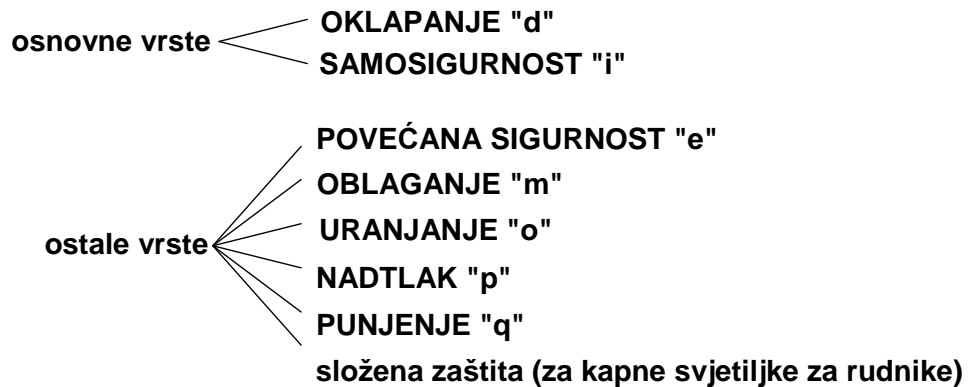 osnovne vrste
OKLAPANJE "d"
SAMOSIGURNOST "i"
ostale vrste
POVEĆANA SIGURNOST "e"
OBLAGANJE "m"
URANJANJE "o"
NADTLAK "p"
PUNJENJE "q"
složena zaštita (za kapne svjetiljke za rudnike)